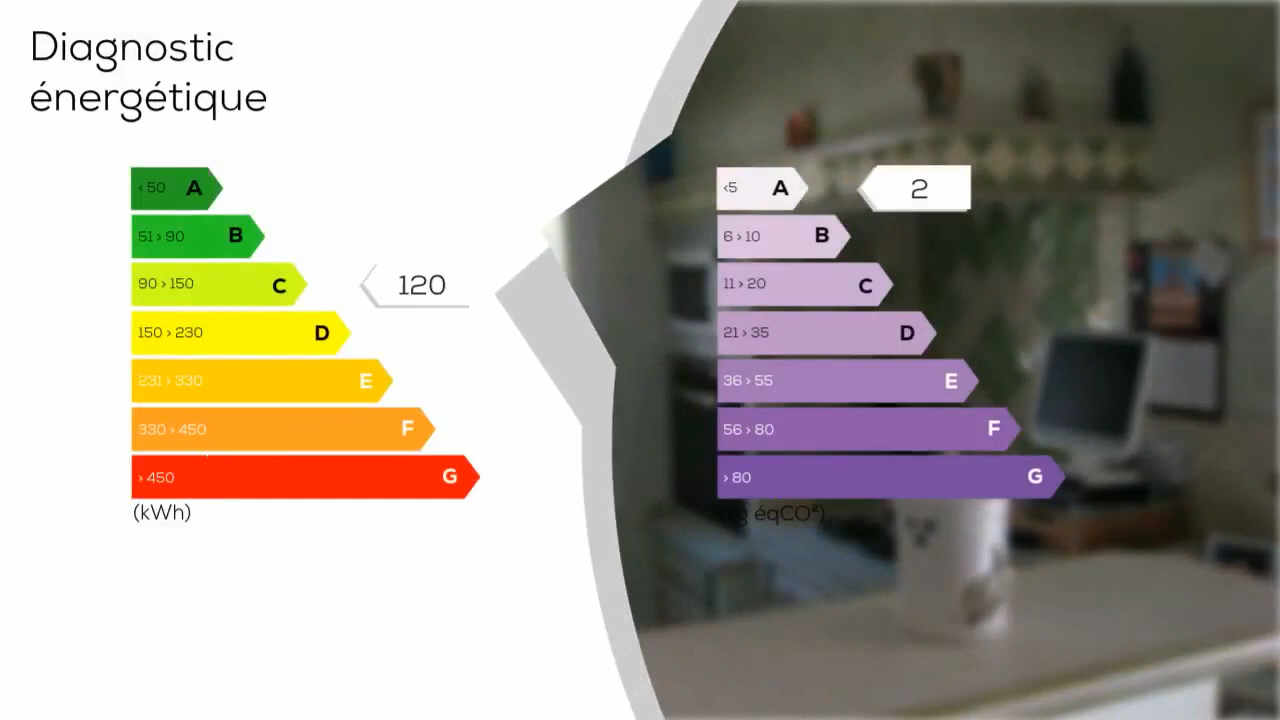 Diagnostic
énergétique
< 50 A
51 > 90 B
90 > 150 C
120
150 > 230 D
231 > 330 E
330 > 450 F
> 450 G
(kWh)
<5 A
2
6 > 10 B
11 > 20 C
21 > 35 D
36 > 55 E
56 > 80 F
> 80 G
éqCO²)